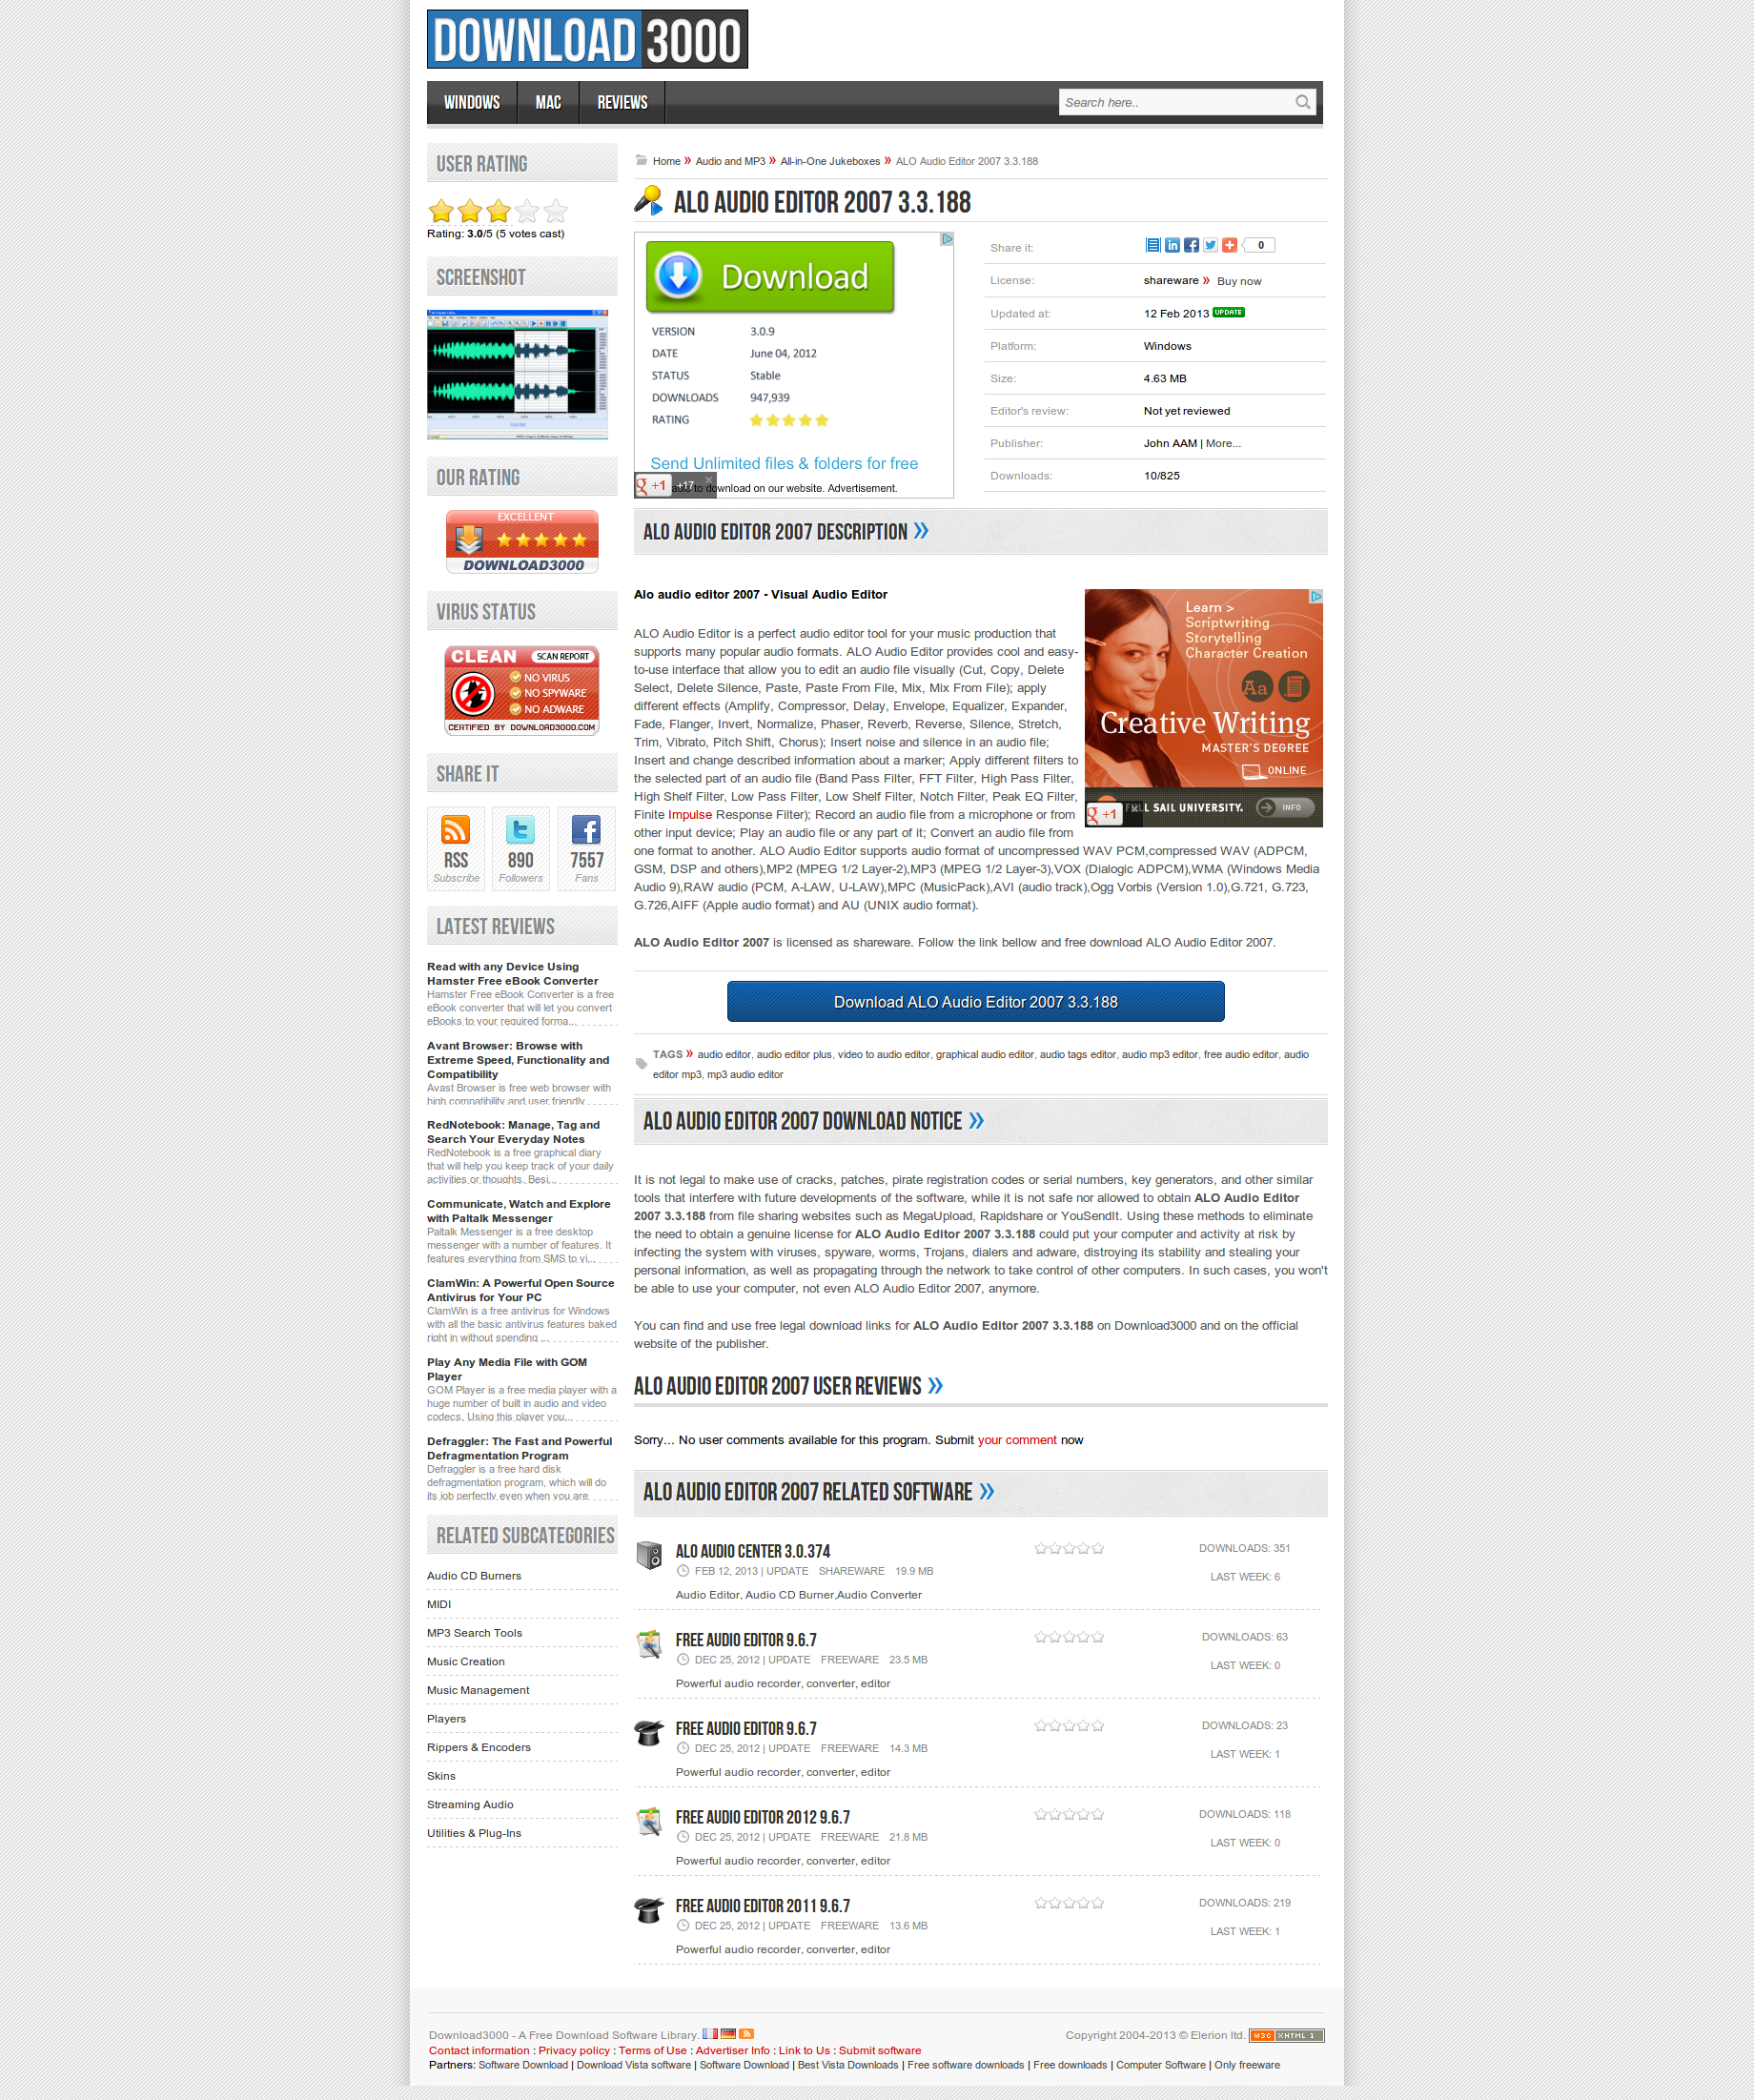 DOWNLOAD 3000
WINDOWS MAC REVIEWS
Search here..
USER RATING
Rating: 3.0/5 (5 votes cast)
SCREENSHOT
OUR RATING
EXCELLENT
DOWNLOAD3000
VIRUS STATUS
CLEAN SCAN REPORT
NO VIRUS
NO SPYWARE
NO ADWARE
CERTIFIED BY DOWNLOAD3000.COM
SHARE IT
RSS 890 7557
Subscribe Followers Fans
LATEST REVIEWS
Read with any Device Using
Hamster Free eBook Converter
Hamster Free eBook Converter is a free
eBook converter that will let you convert
eBooks to your required forma...
Avant Browser: Browse with
Extreme Speed, Functionality and
Compatibility
Avast Browser is free web browser with
high compatibility and user friendly
RedNotebook: Manage, Tag and
Search Your Everyday Notes
RedNotebook is a free graphical diary
that will help you keep track of your daily
activities or thoughts. Besi...
Communicate, Watch and Explore
with Paltalk Messenger
Paltalk Messenger is a free desktop
messenger with a number of features. It
features everything from SMS to vi...
ClamWin: A Powerful Open Source
Antivirus for Your PC
ClamWin is a free antivirus for Windows
with all the basic antivirus features baked
right in without spending ...
Play Any Media File with GOM
Player
GOM Player is a free media player with a
huge number of built in audio and video
codecs. Using this player you...
Defraggler: The Fast and Powerful
Defragmentation Program
Defraggler is a free hard disk
defragmentation program, which will do
its job perfectly even when you are
RELATED SUBCATEGORIES
Audio CD Burners
MIDI
MP3 Search Tools
Music Creation
Music Management
Players
Rippers & Encoders
Skins
Streaming Audio
Utilities & Plug-Ins
Home » Audio and MP3 » All-in-One Jukeboxes » ALO Audio Editor 2007 3.3.188
ALO AUDIO EDITOR 2007 3.3.188
Download
VERSION 3.0.9
DATE June 04, 2012
STATUS Stable
DOWNLOADS 947,939
RATING
Send Unlimited files & folders for free
g +1 +17 to download on our website. Advertisement.
Share it: 0
License: shareware » Buy now
Updated at: 12 Feb 2013 UPDATE
Platform: Windows
Size: 4.63 MB
Editor's review: Not yet reviewed
Publisher: John AAM | More...
Downloads: 10/825
ALO AUDIO EDITOR 2007 DESCRIPTION »
Alo audio editor 2007 - Visual Audio Editor
ALO Audio Editor is a perfect audio editor tool for your music production that
supports many popular audio formats. ALO Audio Editor provides cool and easy-
to-use interface that allow you to edit an audio file visually (Cut, Copy, Delete
Select, Delete Silence, Paste, Paste From File, Mix, Mix From File); apply
different effects (Amplify, Compressor, Delay, Envelope, Equalizer, Expander,
Fade, Flanger, Invert, Normalize, Phaser, Reverb, Reverse, Silence, Stretch,
Trim, Vibrato, Pitch Shift, Chorus); Insert noise and silence in an audio file;
Insert and change described information about a marker; Apply different filters to
the selected part of an audio file (Band Pass Filter, FFT Filter, High Pass Filter,
High Shelf Filter, Low Pass Filter, Low Shelf Filter, Notch Filter, Peak EQ Filter,
Finite Impulse Response Filter); Record an audio file from a microphone or from
other input device; Play an audio file or any part of it; Convert an audio file from
one format to another. ALO Audio Editor supports audio format of uncompressed WAV PCM,compressed WAV (ADPCM,
GSM, DSP and others),MP2 (MPEG 1/2 Layer-2),MP3 (MPEG 1/2 Layer-3),VOX (Dialogic ADPCM),WMA (Windows Media
Audio 9),RAW audio (PCM, A-LAW, U-LAW),MPC (MusicPack),AVI (audio track),Ogg Vorbis (Version 1.0),G.721, G.723,
G.726,AIFF (Apple audio format) and AU (UNIX audio format).
Learn >
Scriptwriting
Storytelling
Character Creation
Aa
Creative Writing
MASTER'S DEGREE
ONLINE
g +1 SAIL UNIVERSITY. INFO
ALO Audio Editor 2007 is licensed as shareware. Follow the link bellow and free download ALO Audio Editor 2007.
Download ALO Audio Editor 2007 3.3.188
TAGS » audio editor, audio editor plus, video to audio editor, graphical audio editor, audio tags editor, audio mp3 editor, free audio editor, audio
editor mp3, mp3 audio editor
ALO AUDIO EDITOR 2007 DOWNLOAD NOTICE »
It is not legal to make use of cracks, patches, pirate registration codes or serial numbers, key generators, and other similar
tools that interfere with future developments of the software, while it is not safe nor allowed to obtain ALO Audio Editor
2007 3.3.188 from file sharing websites such as MegaUpload, Rapidshare or YouSendIt. Using these methods to eliminate
the need to obtain a genuine license for ALO Audio Editor 2007 3.3.188 could put your computer and activity at risk by
infecting the system with viruses, spyware, worms, Trojans, dialers and adware, distroying its stability and stealing your
personal information, as well as propagating through the network to take control of other computers. In such cases, you won't
be able to use your computer, not even ALO Audio Editor 2007, anymore.
You can find and use free legal download links for ALO Audio Editor 2007 3.3.188 on Download3000 and on the official
website of the publisher.
ALO AUDIO EDITOR 2007 USER REVIEWS »
Sorry... No user comments available for this program. Submit your comment now
ALO AUDIO EDITOR 2007 RELATED SOFTWARE »
ALO AUDIO CENTER 3.0.374 DOWNLOADS: 351
FEB 12, 2013 | UPDATE SHAREWARE 19.9 MB LAST WEEK: 6
Audio Editor, Audio CD Burner,Audio Converter
FREE AUDIO EDITOR 9.6.7 DOWNLOADS: 63
DEC 25, 2012 | UPDATE FREEWARE 23.5 MB LAST WEEK: 0
Powerful audio recorder, converter, editor
FREE AUDIO EDITOR 9.6.7 DOWNLOADS: 23
DEC 25, 2012 | UPDATE FREEWARE 14.3 MB LAST WEEK: 1
Powerful audio recorder, converter, editor
FREE AUDIO EDITOR 2012 9.6.7 DOWNLOADS: 118
DEC 25, 2012 | UPDATE FREEWARE 21.8 MB LAST WEEK: 0
Powerful audio recorder, converter, editor
FREE AUDIO EDITOR 2011 9.6.7 DOWNLOADS: 219
DEC 25, 2012 | UPDATE FREEWARE 13.6 MB LAST WEEK: 1
Powerful audio recorder, converter, editor
Download3000 - A Free Download Software Library. Copyright 2004-2013 © Elerion ltd. W3C XHTML 1
Contact information : Privacy policy : Terms of Use : Advertiser Info : Link to Us : Submit software
Partners: Software Download | Download Vista software | Software Download | Best Vista Downloads | Free software downloads | Free downloads | Computer Software | Only freeware